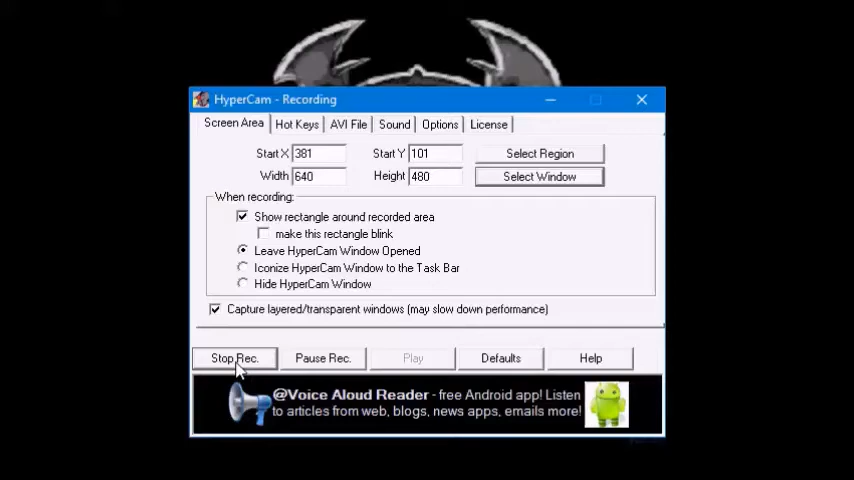 HyperCam - Recording
Screen Area Hot Keys AVI File Sound Options License
Start X 381 Start Y 101 Select Region
Width 640 Height 480 Select Window
When recording:
Show rectangle around recorded area
make this rectangle blink
Leave HyperCam Window Opened
Iconize HyperCam Window to the Task Bar
Hide HyperCam Window
Capture layered/transparent windows (may slow down performance)
Stop Rec. Pause Rec. Play Defaults Help
@Voice Aloud Reader - free Android app! Listen
to articles from web, blogs, news apps, emails more!